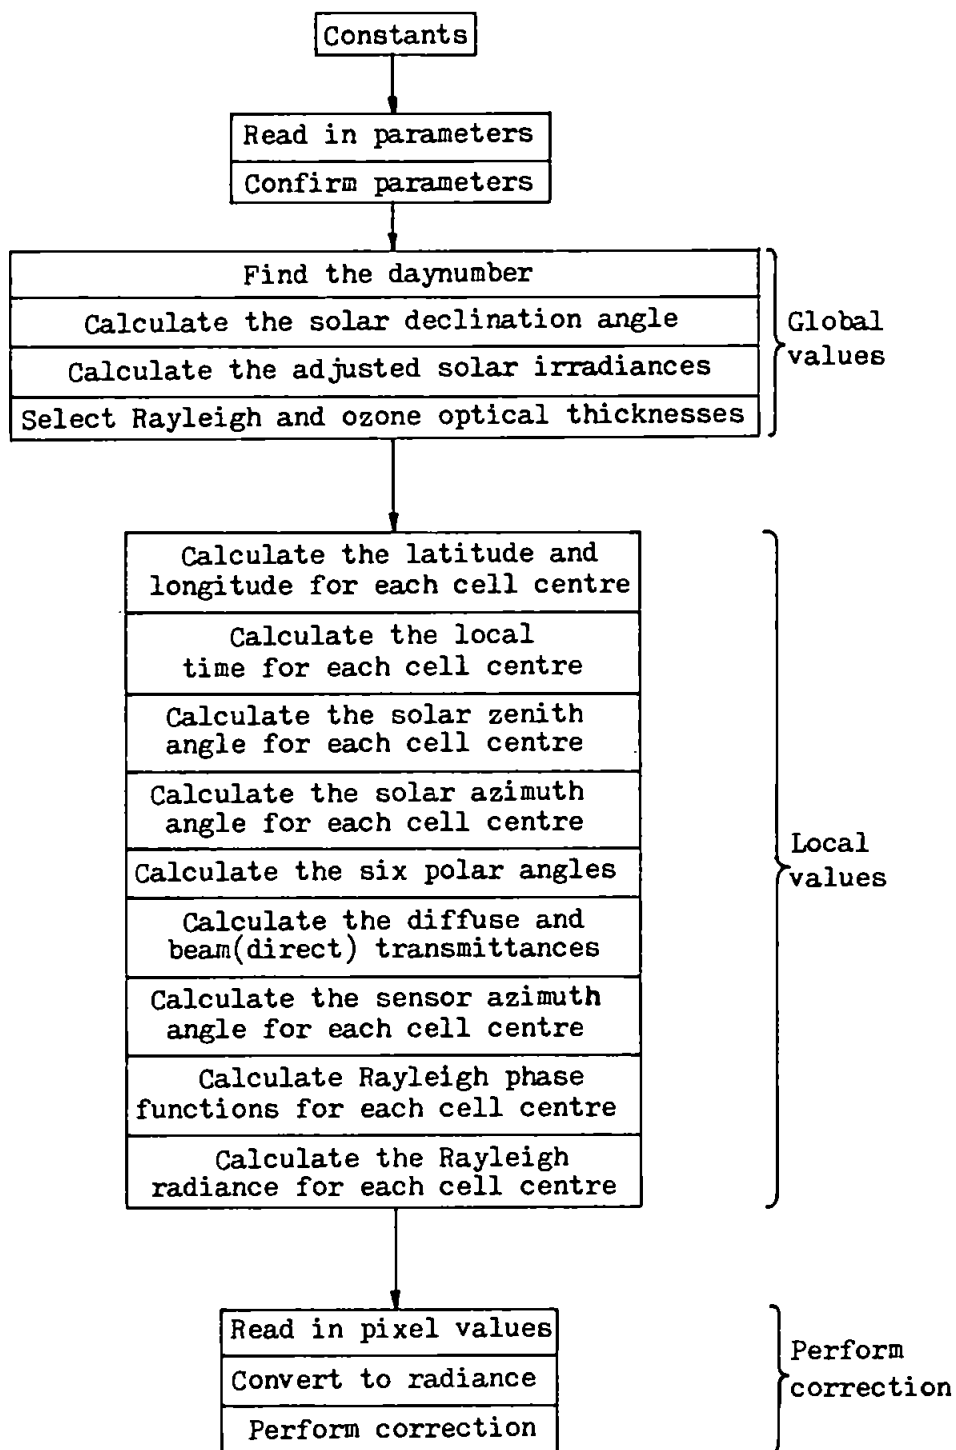 Constants
Read in parameters
Confirm parameters
Find the daynumber
Calculate the solar declination angle
Calculate the adjusted solar irradiances
Select Rayleigh and ozone optical thicknesses
Global
values
Calculate the latitude and
longitude for each cell centre
Calculate the local
time for each cell centre
Calculate the solar zenith
angle for each cell centre
Calculate the solar azimuth
angle for each cell centre
Calculate the six polar angles
Calculate the diffuse and
beam(direct) transmittances
Calculate the sensor azimuth
angle for each cell centre
Calculate Rayleigh phase
functions for each cell centre
Calculate the Rayleigh
radiance for each cell centre
Local
values
Read in pixel values
Convert to radiance
Perform correction
Perform
correction